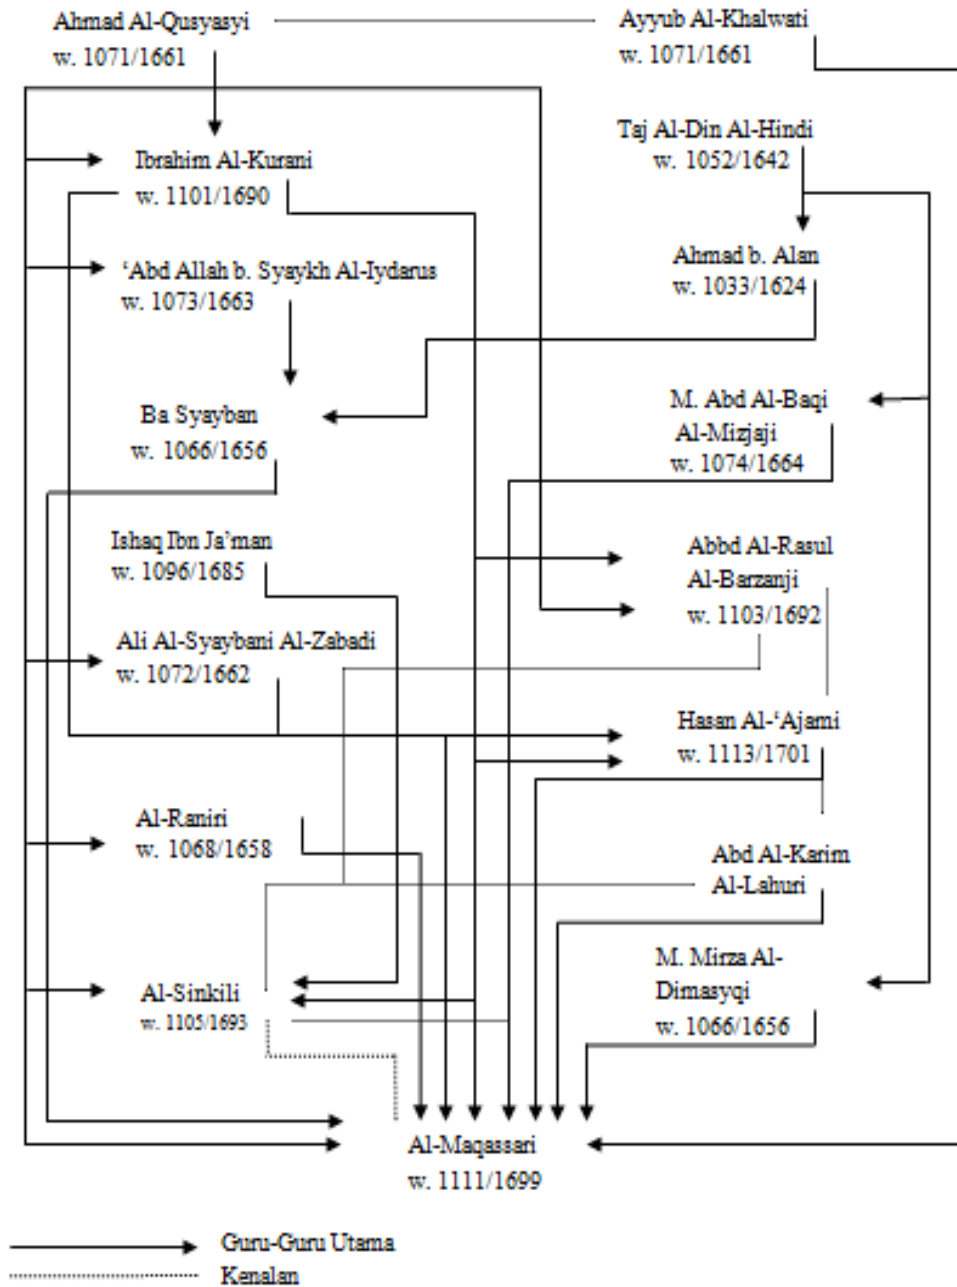 Ahmad Al-Qusyasyi
w. 1071/1661
Ayyub Al-Khalwati
w. 1071/1661
Taj Al-Din Al-Hindi
w. 1052/1642
Ibrahim Al-Kurani
w. 1101/1690
Ahmad b. Alan
w. 1033/1624
‘Abd Allah b. Syaykh Al-Iydarus
w. 1073/1663
Ba Syayban
w. 1066/1656
M. Abd Al-Baqi
Al-Mizjaji
w. 1074/1664
Ishaq Ibn Ja’man
w. 1096/1685
Abbd Al-Rasul
Al-Barzanji
w. 1103/1692
Ali Al-Syaybani Al-Zabadi
w. 1072/1662
Hasan Al-‘Ajami
w. 1113/1701
Al-Raniri
w. 1068/1658
Abd Al-Karim
Al-Lahuri
M. Mirza Al-
Dimasyqi
w. 1066/1656
Al-Sinkili
w. 1105/1693
Al-Maqassari
w. 1111/1699
Guru-Guru Utama
Kenalan